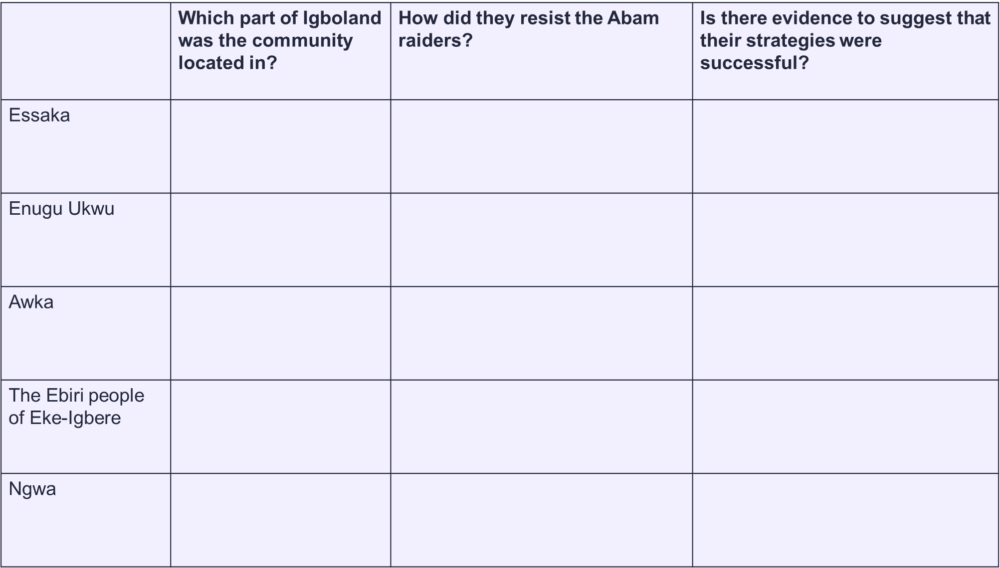 Which part of Igboland
was the community
located in?
How did they resist the Abam
raiders?
Is there evidence to suggest that
their strategies were
successful?
Essaka
Enugu Ukwu
Awka
The Ebiri people
of Eke-Igbere
Ngwa